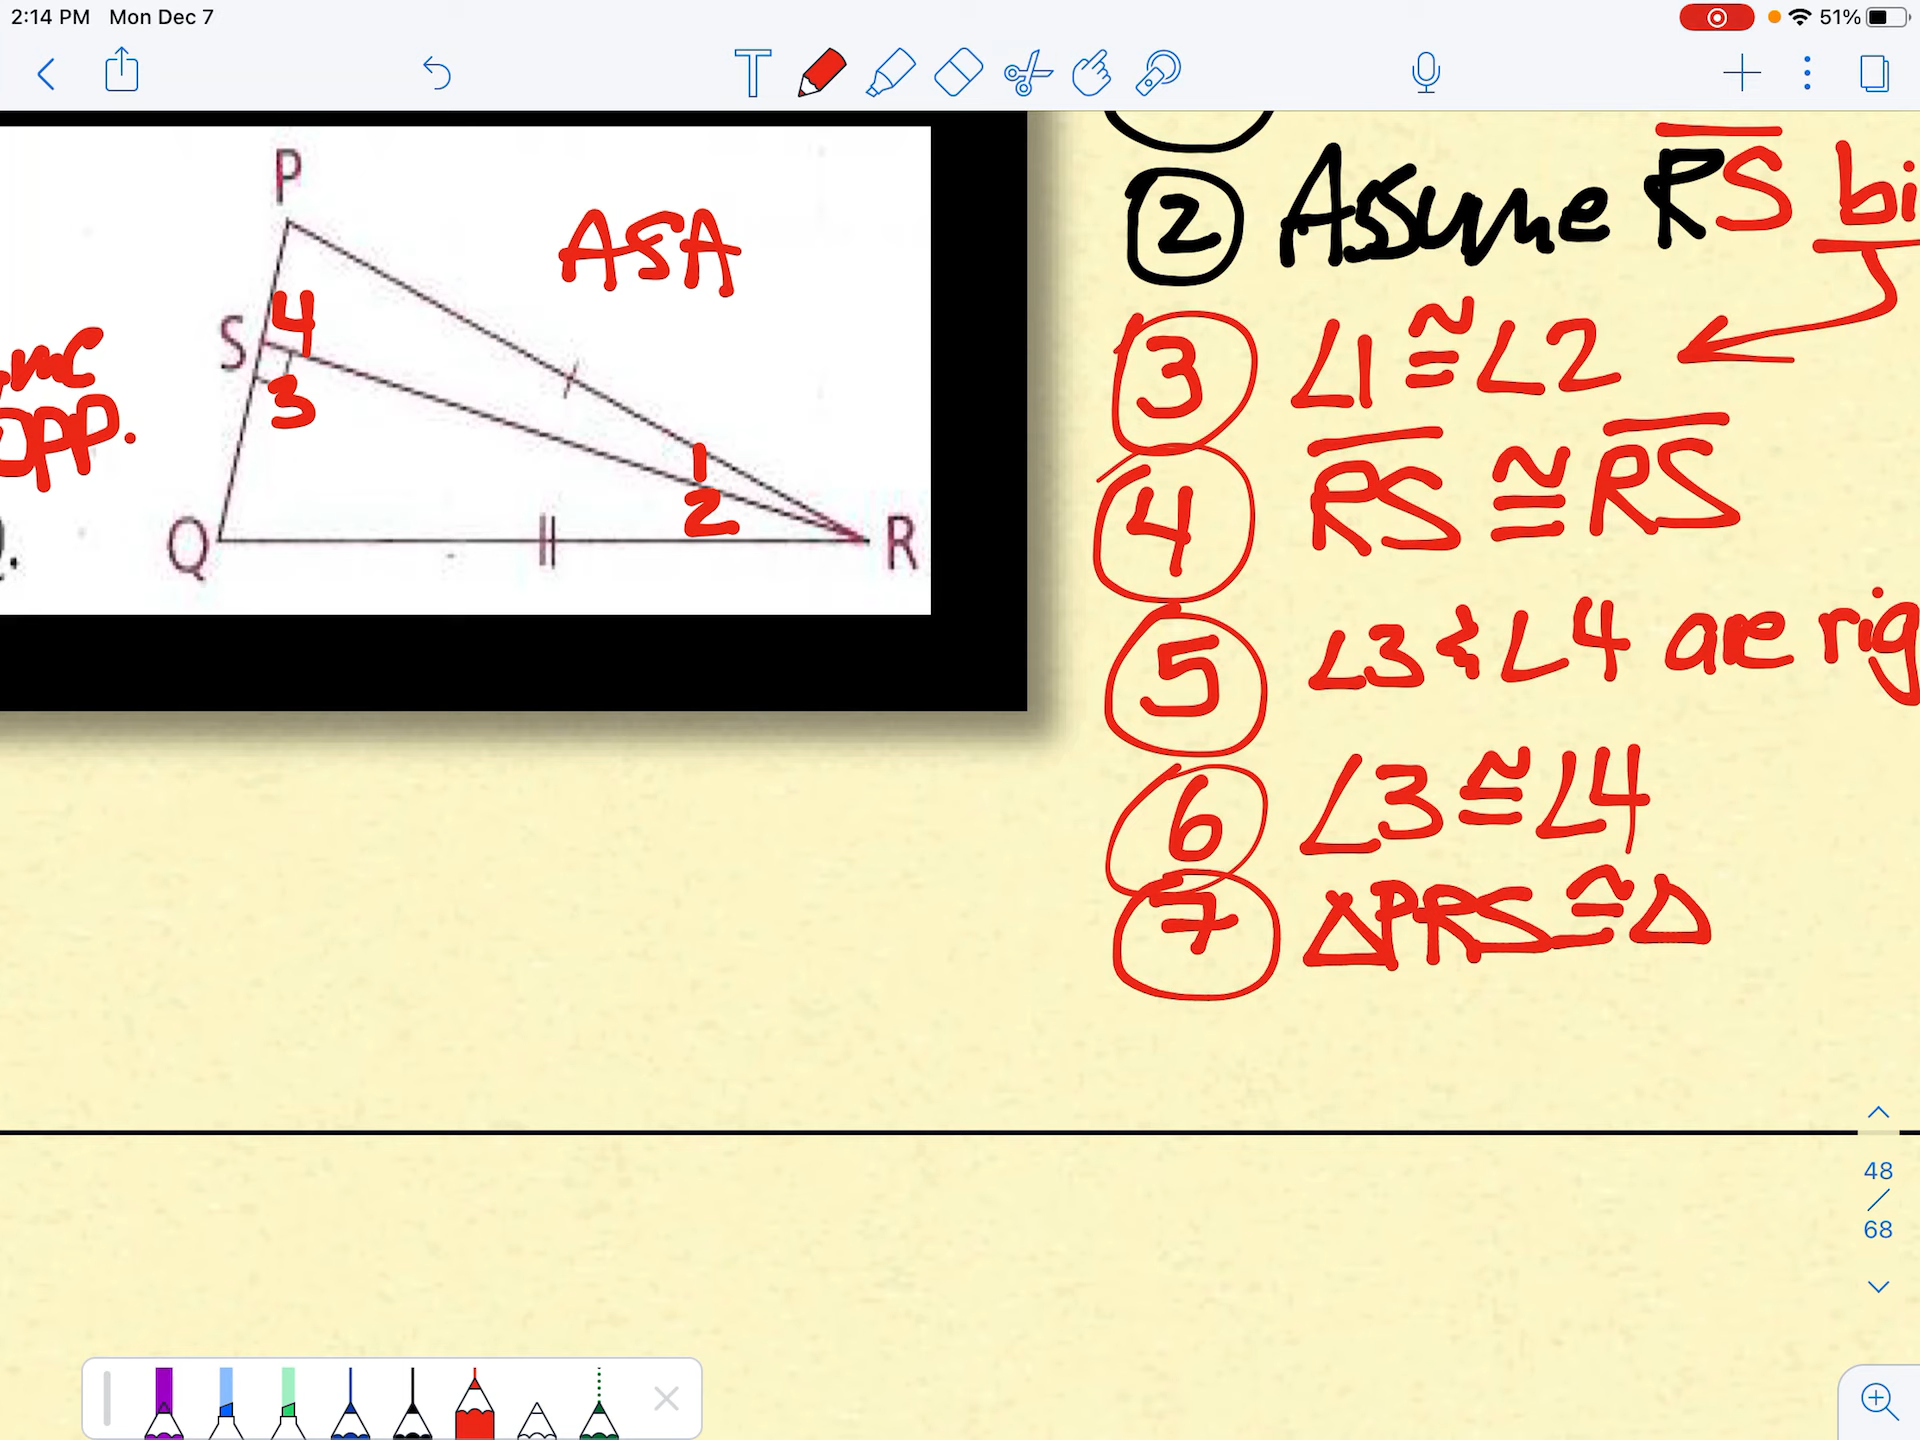 2:14 PM Mon Dec 7
51%
T
P
ASA
S
4
3
OPP.
1
2
Q
R
2 Assume RS bi
3 ∠1 ≅ ∠2
4 RS ≅ RS
5 ∠3 & ∠4 are rig
6 ∠3 ≅ ∠4
7 △PRS ≅ △
48
/
68